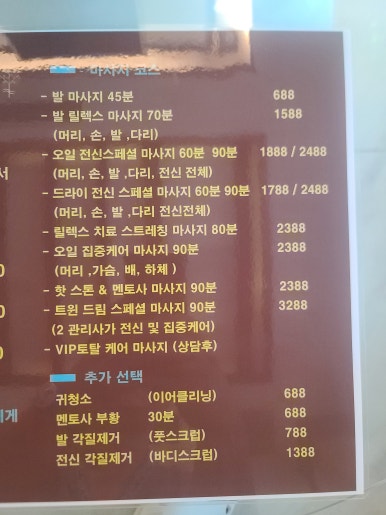 마사지 코스
- 발 마사지 45분 688
- 발 릴렉스 마사지 70분 1588
(머리, 손, 발 ,다리)
- 오일 전신스페셜 마사지 60분 90분 1888 / 2488
(머리, 손, 발 ,다리, 전신 전체)
- 드라이 전신 스페셜 마사지 60분 90분 1788 / 2488
(머리, 손, 발 ,다리 전신전체)
- 릴렉스 치료 스트레칭 마사지 80분 2388
- 오일 집중케어 마사지 90분 2388
(머리 ,가슴, 배, 하체 )
- 핫 스톤 & 멘토사 마사지 90분 2388
- 트윈 드림 스페셜 마사지 90분 3288
(2 관리사가 전신 및 집중케어)
- VIP토탈 케어 마사지 (상담후)
추가 선택
귀청소 (이어클리닝) 688
멘토사 부황 30분 688
발 각질제거 (풋스크럽) 788
전신 각질제거 (바디스크럽) 1388